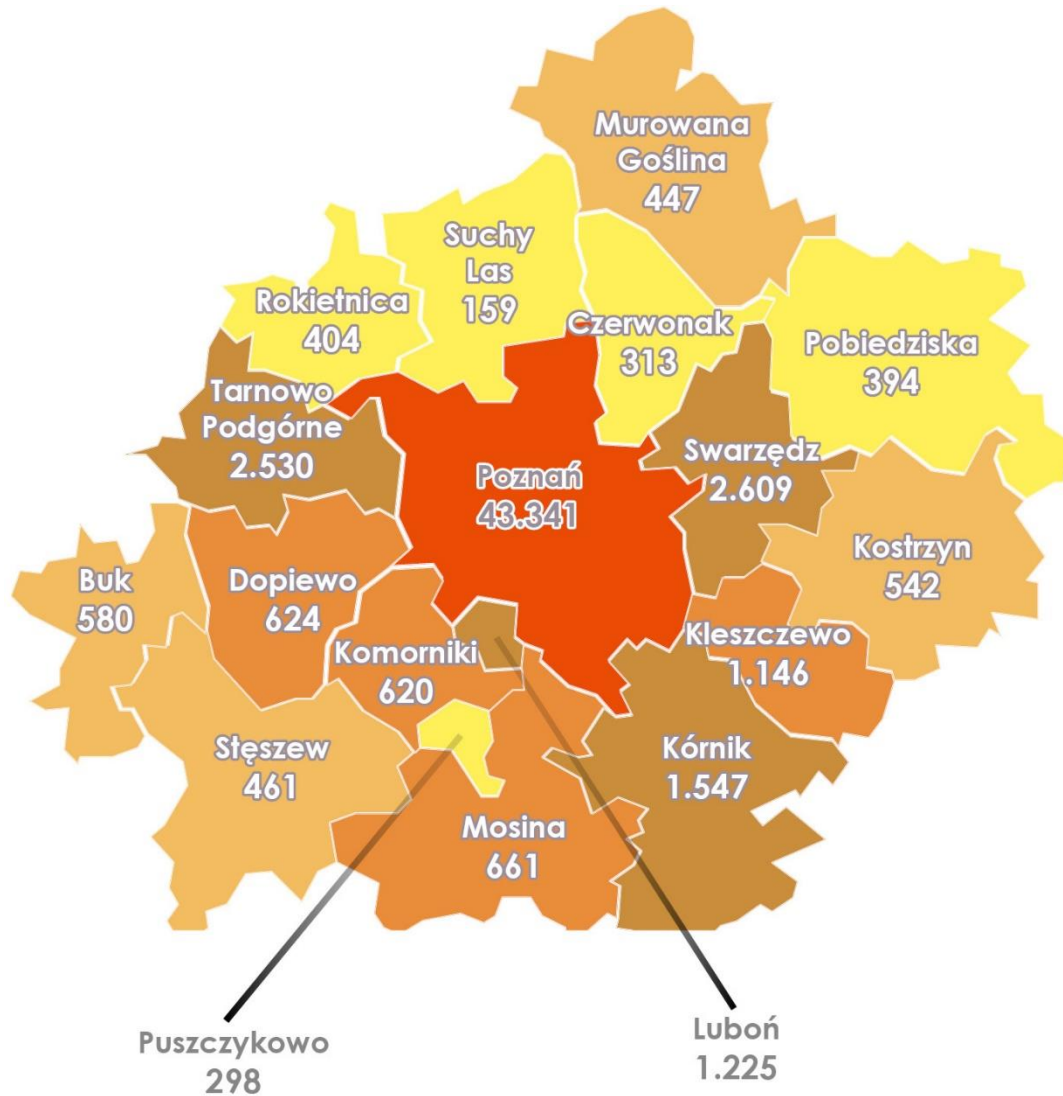 Murowana
Goślina
447
Suchy
Las
159
Rokietnica
404
Czerwonak
313
Pobiedziska
394
Tarnowo
Podgórne
2.530
Swarzędz
2.609
Poznań
43.341
Kostrzyn
542
Buk
580
Dopiewo
624
Kleszczewo
1.146
Komorniki
620
Stęszew
461
Kórnik
1.547
Mosina
661
Puszczykowo
298
Luboń
1.225